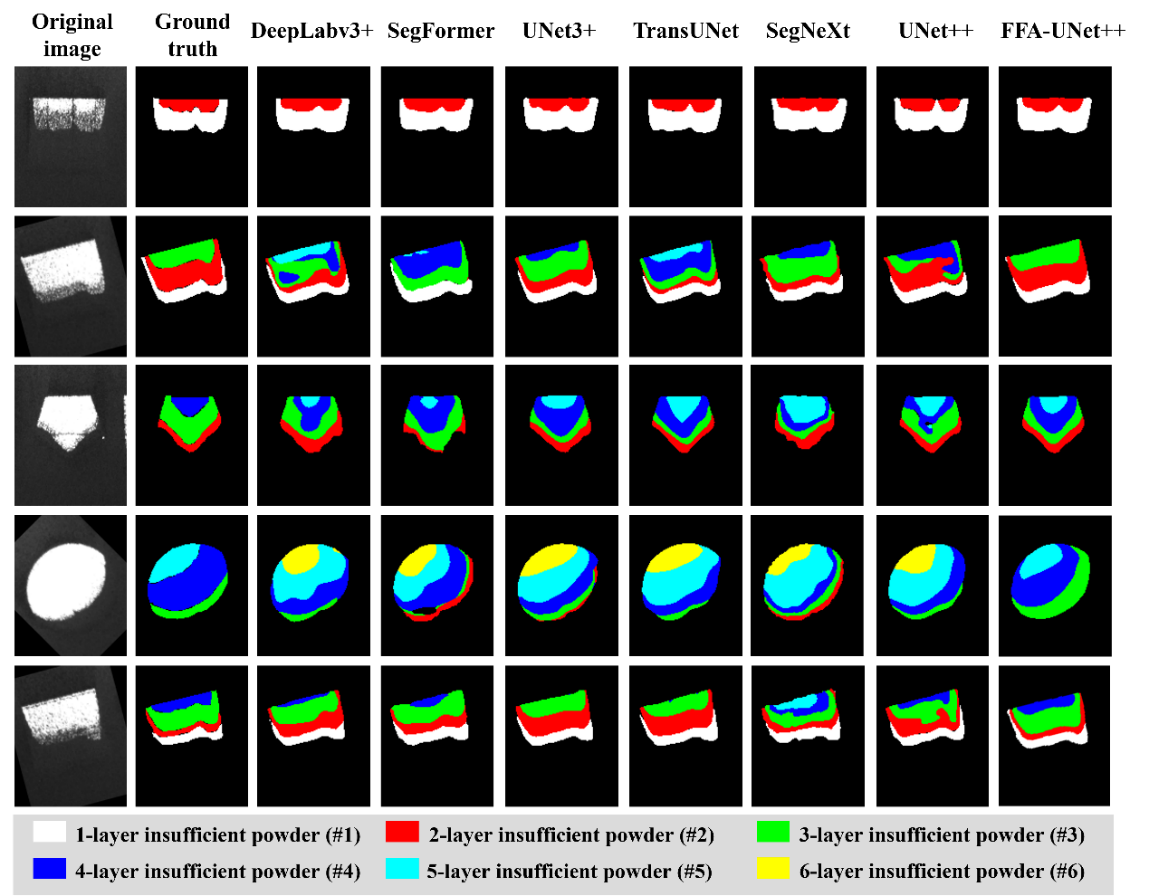 Original image
Ground truth
DeepLabv3+
SegFormer
UNet3+
TransUNet
SegNeXt
UNet++
FFA-UNet++
1-layer insufficient powder (#1)
2-layer insufficient powder (#2)
3-layer insufficient powder (#3)
4-layer insufficient powder (#4)
5-layer insufficient powder (#5)
6-layer insufficient powder (#6)